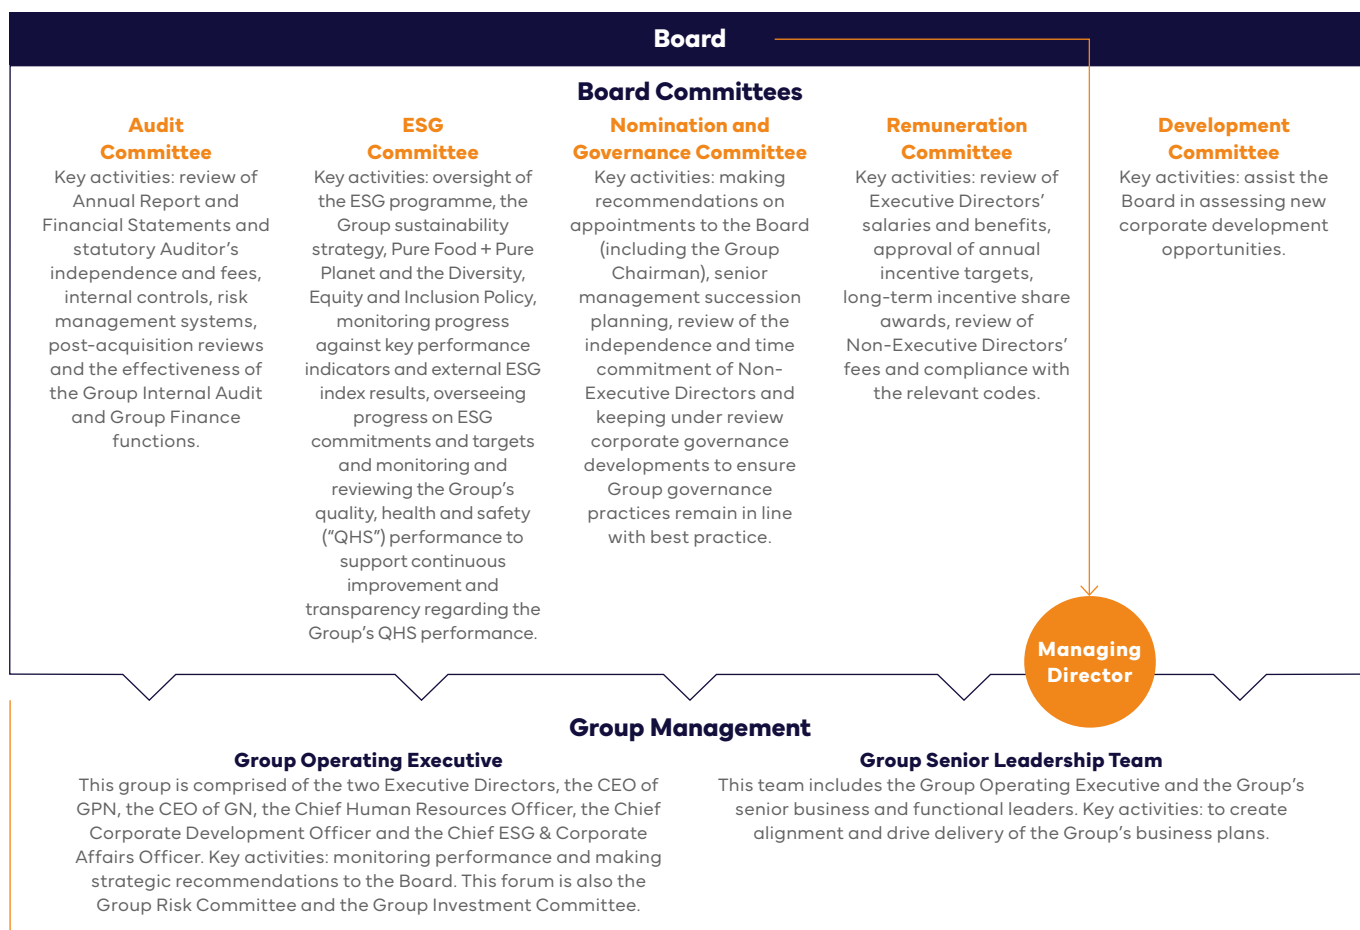 Board
Board Committees
Audit
Committee
Key activities: review of
Annual Report and
Financial Statements and
statutory Auditor’s
independence and fees,
internal controls, risk
management systems,
post-acquisition reviews
and the effectiveness of
the Group Internal Audit
and Group Finance
functions.
ESG
Committee
Key activities: oversight of
the ESG programme, the
Group sustainability
strategy, Pure Food + Pure
Planet and the Diversity,
Equity and Inclusion Policy,
monitoring progress
against key performance
indicators and external ESG
index results, overseeing
progress on ESG
commitments and targets
and monitoring and
reviewing the Group’s
quality, health and safety
(“QHS”) performance to
support continuous
improvement and
transparency regarding the
Group’s QHS performance.
Nomination and
Governance Committee
Key activities: making
recommendations on
appointments to the Board
(including the Group
Chairman), senior
management succession
planning, review of the
independence and time
commitment of Non-
Executive Directors and
keeping under review
corporate governance
developments to ensure
Group governance
practices remain in line
with best practice.
Remuneration
Committee
Key activities: review of
Executive Directors’
salaries and benefits,
approval of annual
incentive targets,
long-term incentive share
awards, review of
Non-Executive Directors’
fees and compliance with
the relevant codes.
Development
Committee
Key activities: assist the
Board in assessing new
corporate development
opportunities.
Managing
Director
Group Management
Group Operating Executive
This group is comprised of the two Executive Directors, the CEO of
GPN, the CEO of GN, the Chief Human Resources Officer, the Chief
Corporate Development Officer and the Chief ESG & Corporate
Affairs Officer. Key activities: monitoring performance and making
strategic recommendations to the Board. This forum is also the
Group Risk Committee and the Group Investment Committee.
Group Senior Leadership Team
This team includes the Group Operating Executive and the Group’s
senior business and functional leaders. Key activities: to create
alignment and drive delivery of the Group’s business plans.